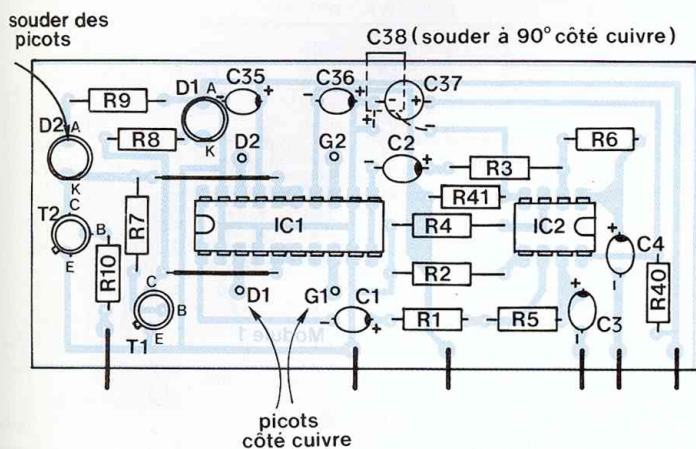 souder des
picots
C38 (souder à 90° côté cuivre)
D1 A C35 + C36 + C37
R9
- + +
- -
D2 A R8 K D2 G2 - C2 + R3 R6
K
C
T2 B R7 R41
IC1 R4 IC2 + C4
E R10 R2 -
C D1 G1 C1 + R40
B - + R1 R5 C3
T1 E Module 1 -
picots
côté cuivre